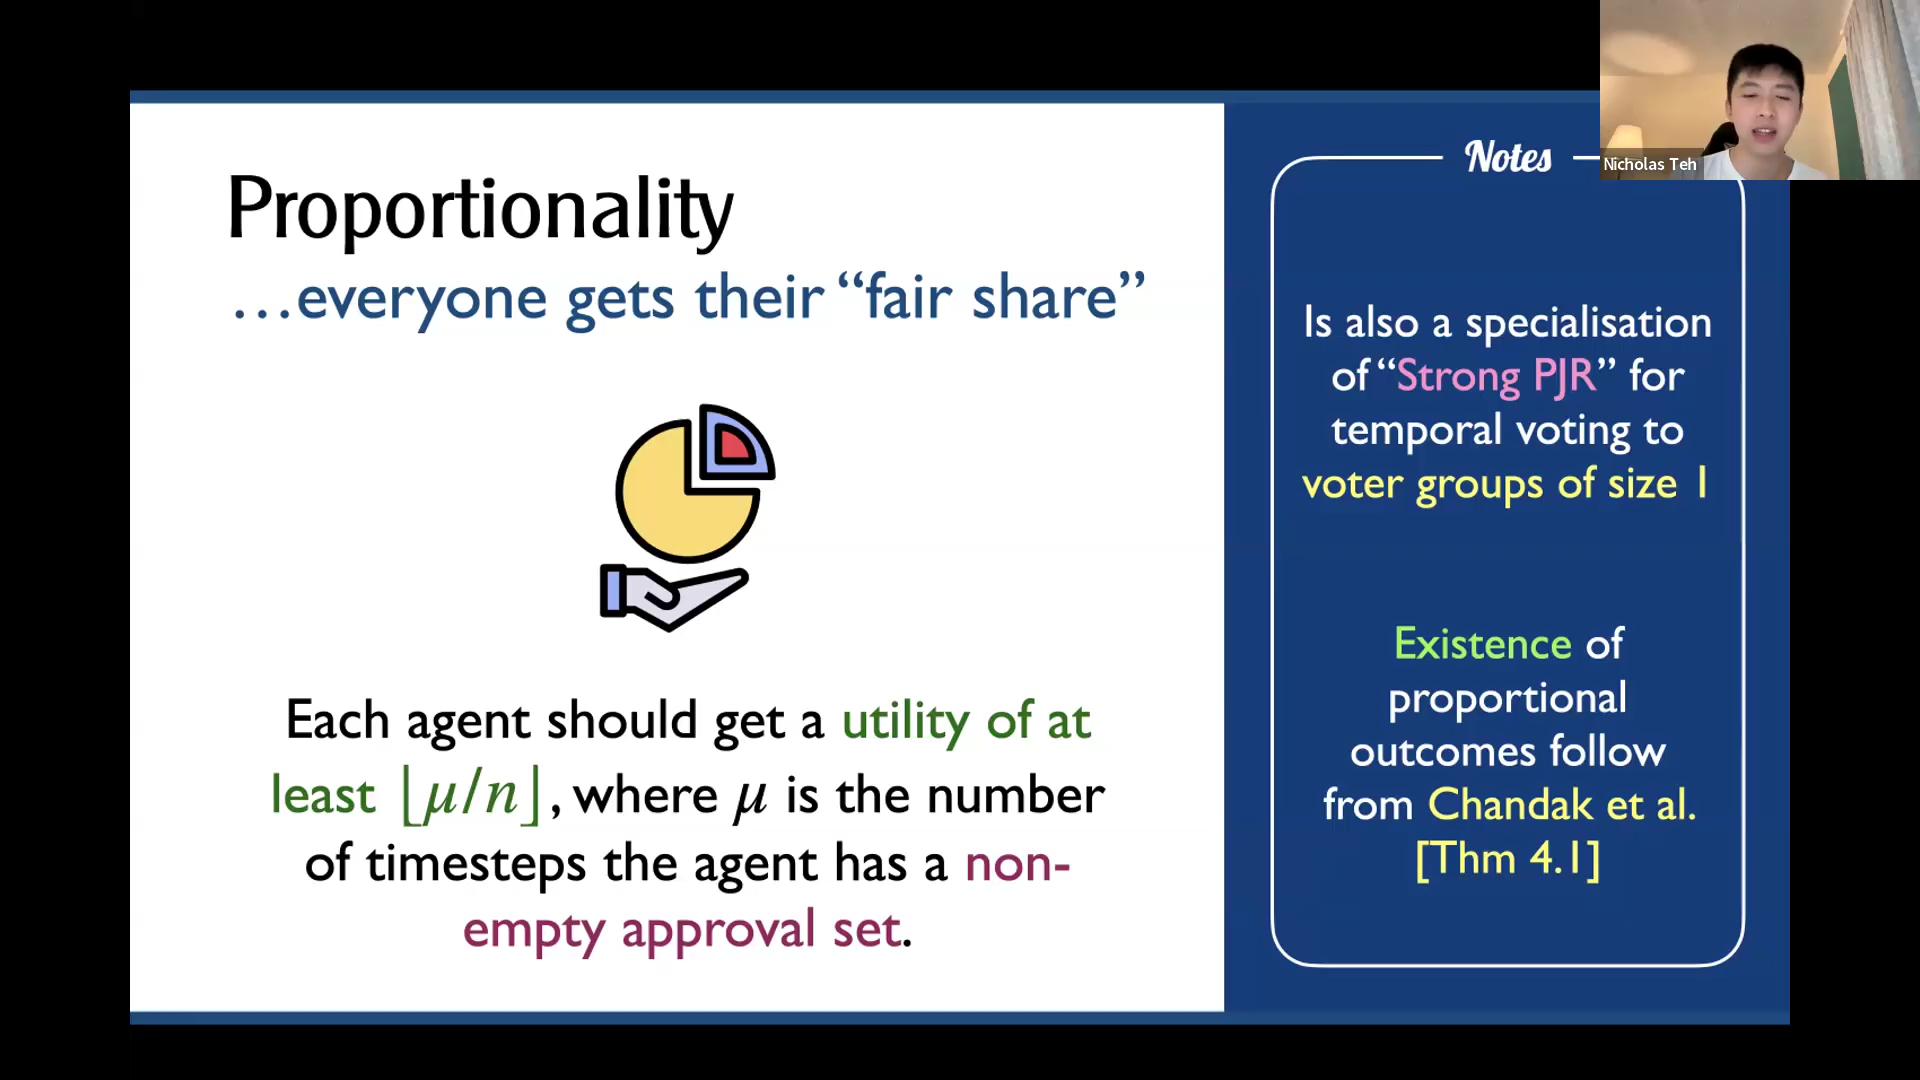 Proportionality
…everyone gets their “fair share”
Each agent should get a utility of at
least ⌊μ/n⌋, where μ is the number
of timesteps the agent has a non-
empty approval set.
Notes
Is also a specialisation
of “Strong PJR” for
temporal voting to
voter groups of size 1
Existence of
proportional
outcomes follow
from Chandak et al.
[Thm 4.1]
Nicholas Teh